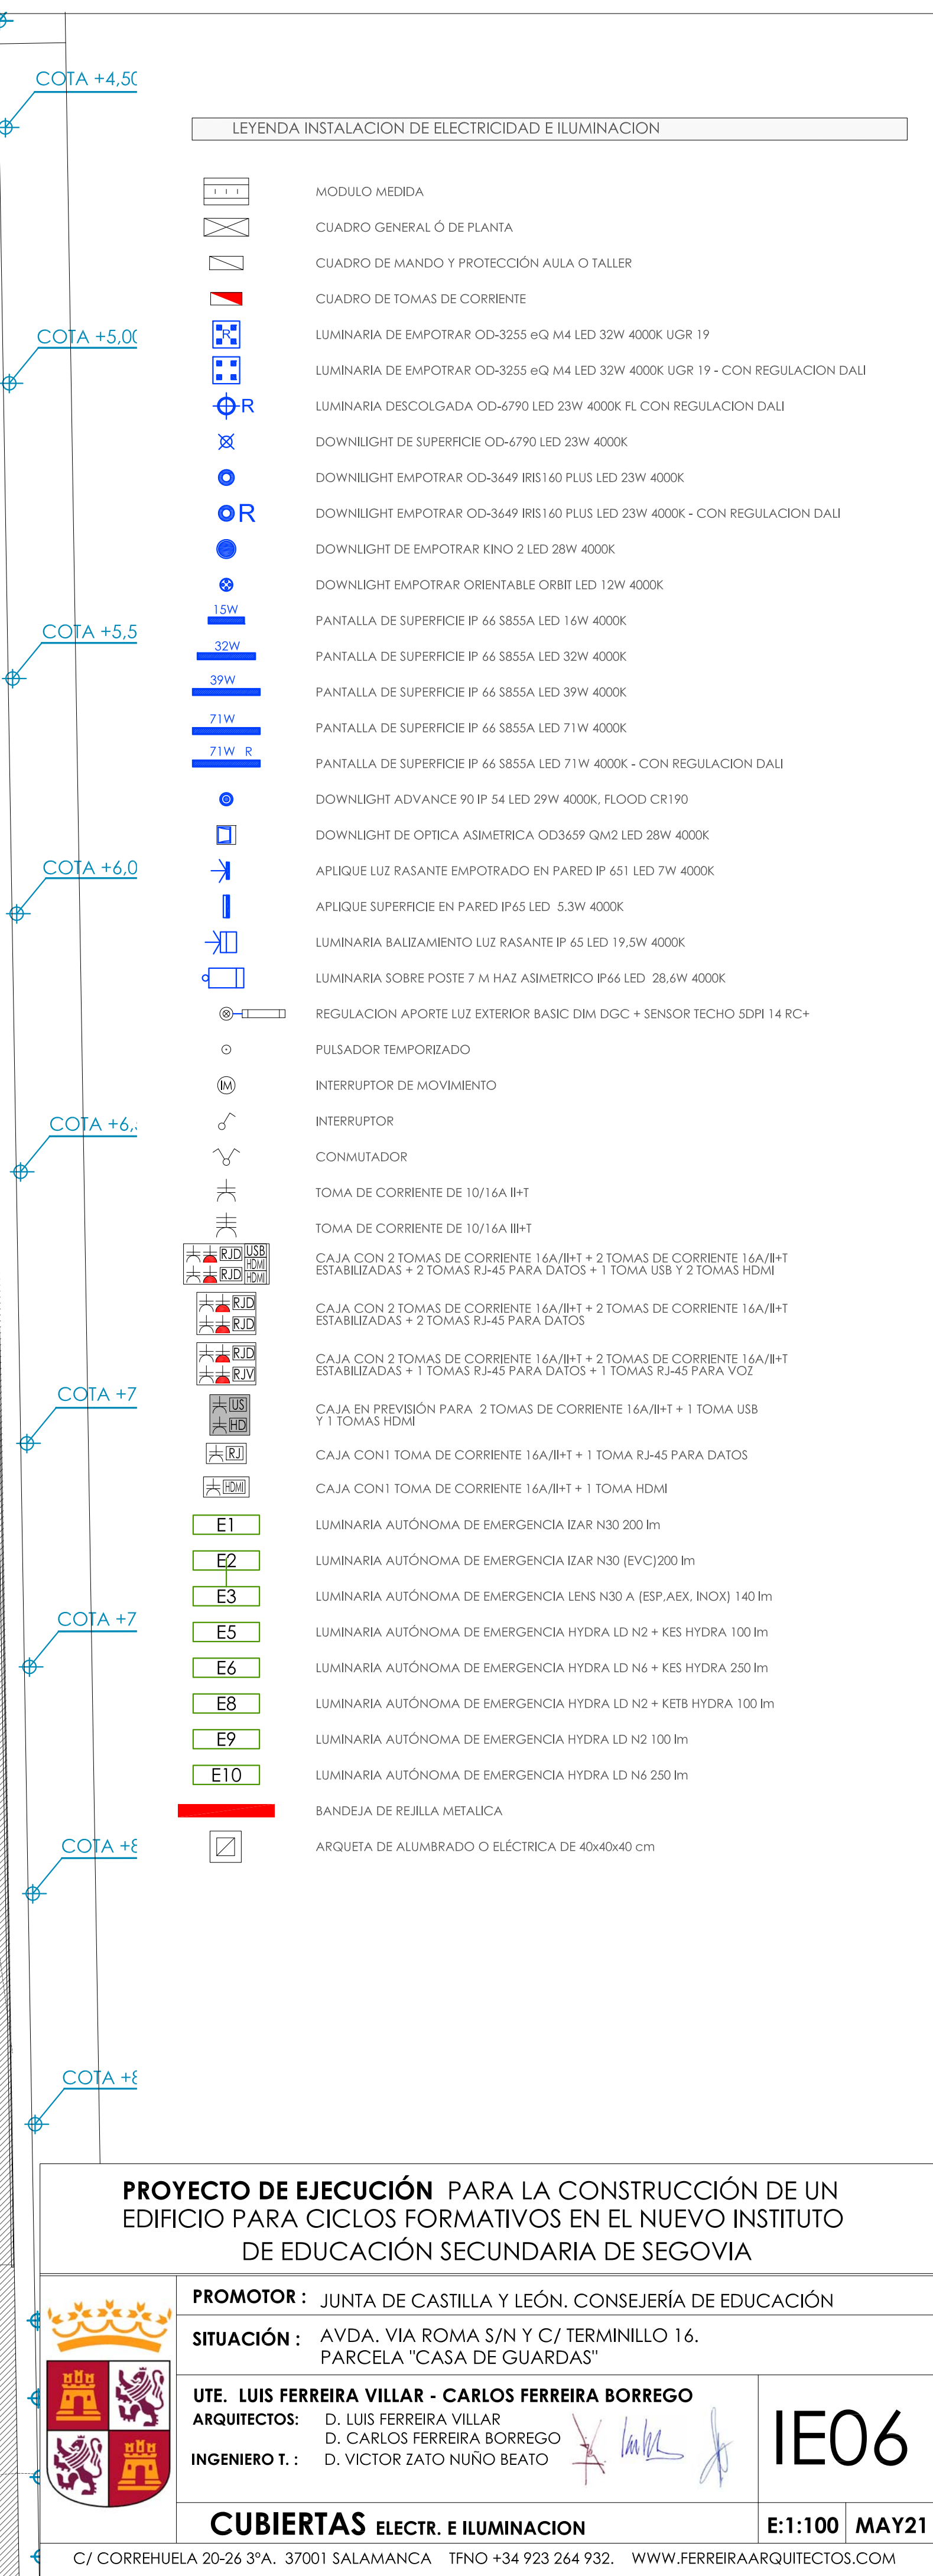 COTA +4,50
LEYENDA INSTALACION DE ELECTRICIDAD E ILUMINACION
MODULO MEDIDA
CUADRO GENERAL Ó DE PLANTA
CUADRO DE MANDO Y PROTECCIÓN AULA O TALLER
CUADRO DE TOMAS DE CORRIENTE
COTA +5,00
R LUMINARIA DE EMPOTRAR OD-3255 eQ M4 LED 32W 4000K UGR 19
LUMINARIA DE EMPOTRAR OD-3255 eQ M4 LED 32W 4000K UGR 19 - CON REGULACION DALI
R LUMINARIA DESCOLGADA OD-6790 LED 23W 4000K FL CON REGULACION DALI
DOWNILIGHT DE SUPERFICIE OD-6790 LED 23W 4000K
DOWNILIGHT EMPOTRAR OD-3649 IRIS160 PLUS LED 23W 4000K
R DOWNILIGHT EMPOTRAR OD-3649 IRIS160 PLUS LED 23W 4000K - CON REGULACION DALI
DOWNLIGHT DE EMPOTRAR KINO 2 LED 28W 4000K
DOWNLIGHT EMPOTRAR ORIENTABLE ORBIT LED 12W 4000K
15W PANTALLA DE SUPERFICIE IP 66 S855A LED 16W 4000K
COTA +5,5
32W PANTALLA DE SUPERFICIE IP 66 S855A LED 32W 4000K
39W PANTALLA DE SUPERFICIE IP 66 S855A LED 39W 4000K
71W PANTALLA DE SUPERFICIE IP 66 S855A LED 71W 4000K
71W R PANTALLA DE SUPERFICIE IP 66 S855A LED 71W 4000K - CON REGULACION DALI
DOWNLIGHT ADVANCE 90 IP 54 LED 29W 4000K, FLOOD CR190
DOWNLIGHT DE OPTICA ASIMETRICA OD3659 QM2 LED 28W 4000K
COTA +6,0
APLIQUE LUZ RASANTE EMPOTRADO EN PARED IP 651 LED 7W 4000K
APLIQUE SUPERFICIE EN PARED IP65 LED 5.3W 4000K
LUMINARIA BALIZAMIENTO LUZ RASANTE IP 65 LED 19,5W 4000K
LUMINARIA SOBRE POSTE 7 M HAZ ASIMETRICO IP66 LED 28,6W 4000K
REGULACION APORTE LUZ EXTERIOR BASIC DIM DGC + SENSOR TECHO 5DPI 14 RC+
PULSADOR TEMPORIZADO
IM INTERRUPTOR DE MOVIMIENTO
INTERRUPTOR
COTA +6,
CONMUTADOR
TOMA DE CORRIENTE DE 10/16A II+T
TOMA DE CORRIENTE DE 10/16A III+T
RJD USB HDMI
RJD HDMI
CAJA CON 2 TOMAS DE CORRIENTE 16A/II+T + 2 TOMAS DE CORRIENTE 16A/II+T
ESTABILIZADAS + 2 TOMAS RJ-45 PARA DATOS + 1 TOMA USB Y 2 TOMAS HDMI
RJD
RJD
CAJA CON 2 TOMAS DE CORRIENTE 16A/II+T + 2 TOMAS DE CORRIENTE 16A/II+T
ESTABILIZADAS + 2 TOMAS RJ-45 PARA DATOS
RJD
RJV
CAJA CON 2 TOMAS DE CORRIENTE 16A/II+T + 2 TOMAS DE CORRIENTE 16A/II+T
ESTABILIZADAS + 1 TOMAS RJ-45 PARA DATOS + 1 TOMAS RJ-45 PARA VOZ
COTA +7
US
HD
CAJA EN PREVISIÓN PARA 2 TOMAS DE CORRIENTE 16A/II+T + 1 TOMA USB
Y 1 TOMAS HDMI
RJ CAJA CON1 TOMA DE CORRIENTE 16A/II+T + 1 TOMA RJ-45 PARA DATOS
HDMI CAJA CON1 TOMA DE CORRIENTE 16A/II+T + 1 TOMA HDMI
E1 LUMINARIA AUTÓNOMA DE EMERGENCIA IZAR N30 200 lm
E2 LUMINARIA AUTÓNOMA DE EMERGENCIA IZAR N30 (EVC)200 lm
E3 LUMINARIA AUTÓNOMA DE EMERGENCIA LENS N30 A (ESP,AEX, INOX) 140 lm
COTA +7
E5 LUMINARIA AUTÓNOMA DE EMERGENCIA HYDRA LD N2 + KES HYDRA 100 lm
E6 LUMINARIA AUTÓNOMA DE EMERGENCIA HYDRA LD N6 + KES HYDRA 250 lm
E8 LUMINARIA AUTÓNOMA DE EMERGENCIA HYDRA LD N2 + KETB HYDRA 100 lm
E9 LUMINARIA AUTÓNOMA DE EMERGENCIA HYDRA LD N2 100 lm
E10 LUMINARIA AUTÓNOMA DE EMERGENCIA HYDRA LD N6 250 lm
BANDEJA DE REJILLA METALICA
COTA +8
ARQUETA DE ALUMBRADO O ELÉCTRICA DE 40x40x40 cm
COTA +8
PROYECTO DE EJECUCIÓN PARA LA CONSTRUCCIÓN DE UN
EDIFICIO PARA CICLOS FORMATIVOS EN EL NUEVO INSTITUTO
DE EDUCACIÓN SECUNDARIA DE SEGOVIA
PROMOTOR : JUNTA DE CASTILLA Y LEÓN. CONSEJERÍA DE EDUCACIÓN
SITUACIÓN : AVDA. VIA ROMA S/N Y C/ TERMINILLO 16.
PARCELA "CASA DE GUARDAS"
UTE. LUIS FERREIRA VILLAR - CARLOS FERREIRA BORREGO
ARQUITECTOS: D. LUIS FERREIRA VILLAR
D. CARLOS FERREIRA BORREGO
INGENIERO T. : D. VICTOR ZATO NUÑO BEATO
IE06
CUBIERTAS ELECTR. E ILUMINACION
E:1:100 MAY21
C/ CORREHUELA 20-26 3ºA. 37001 SALAMANCA TFNO +34 923 264 932. WWW.FERREIRAARQUITECTOS.COM